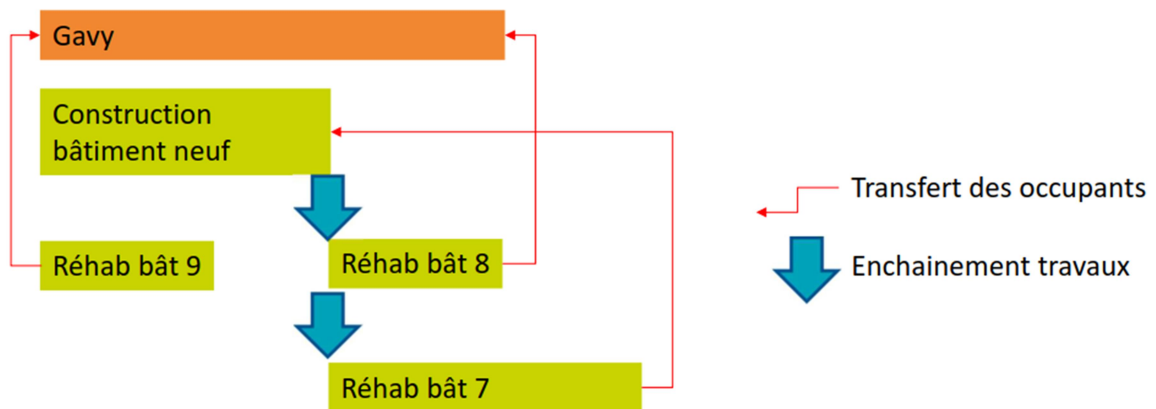 Gavy
Construction
bâtiment neuf
Transfert des occupants
Réhab bât 9
Réhab bât 8
Enchainement travaux
Réhab bât 7